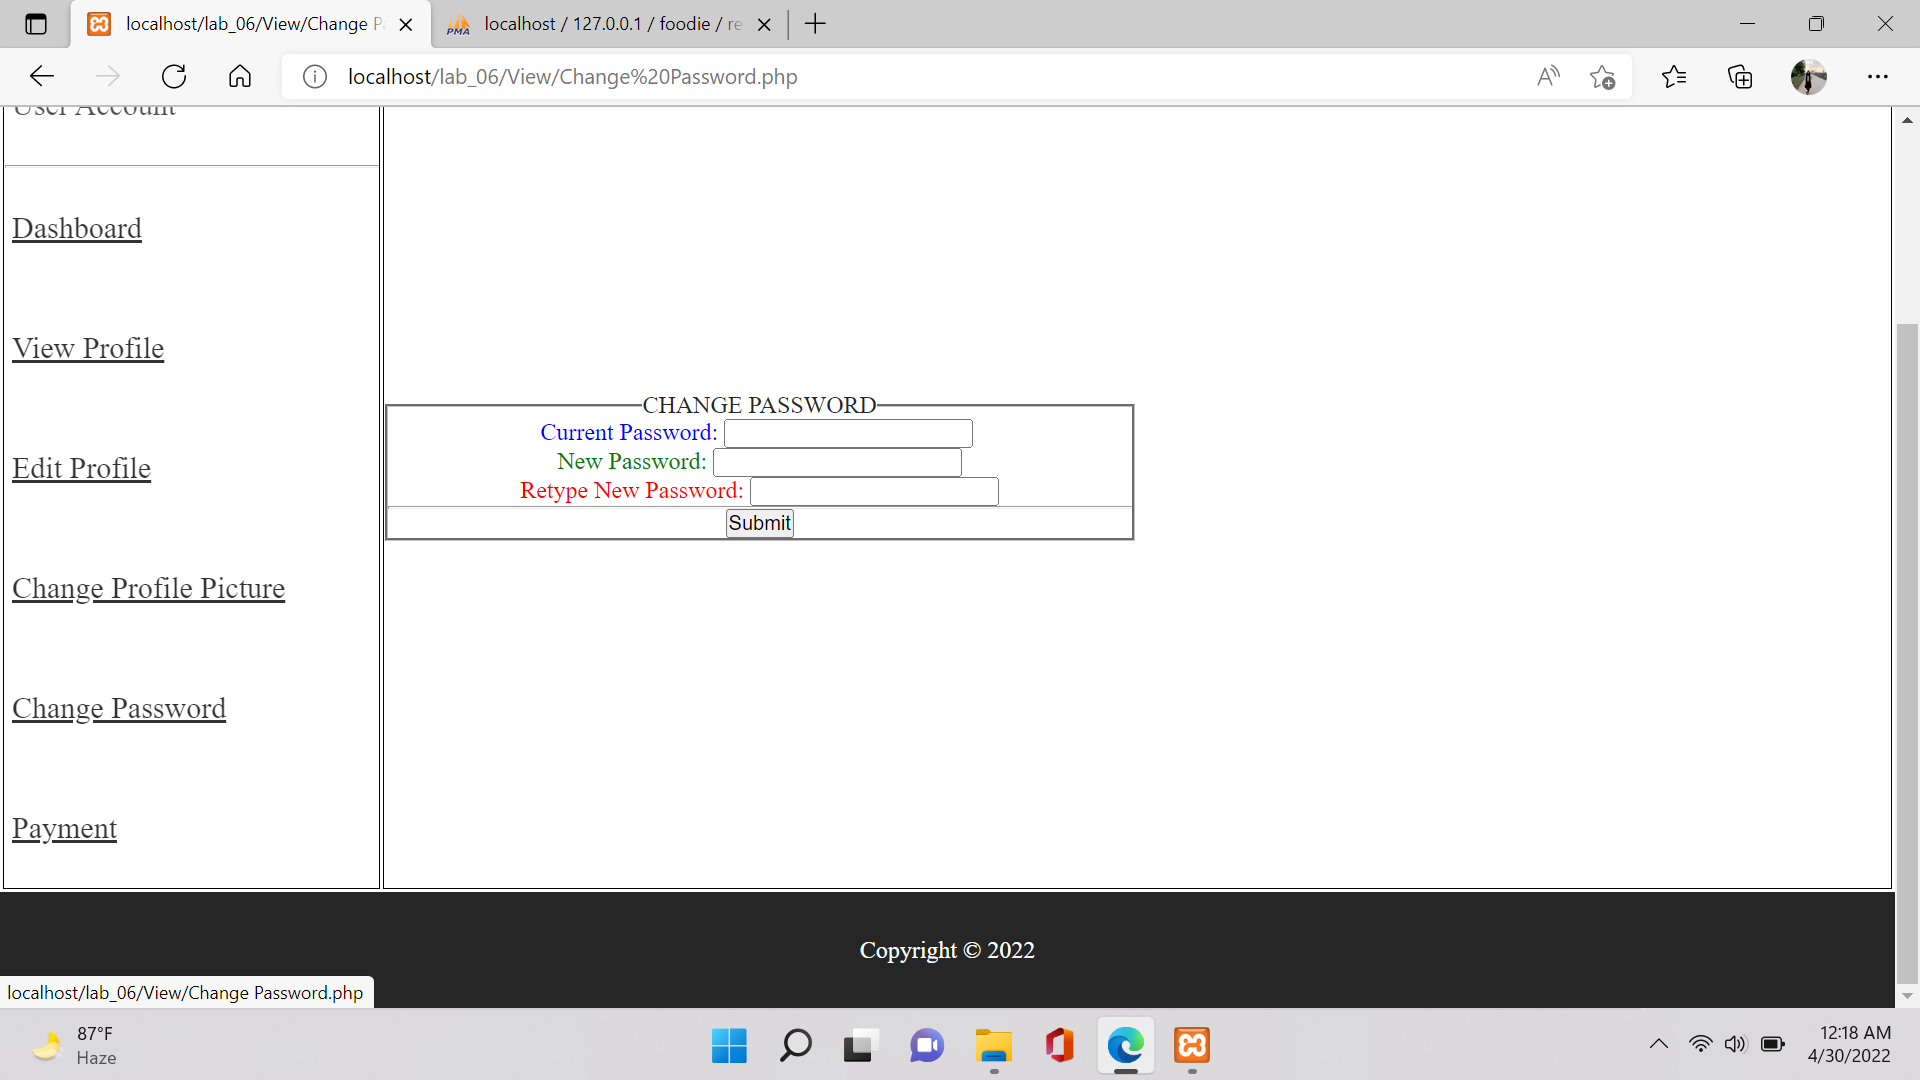 localhost/lab_06/View/Change P
localhost / 127.0.0.1 / foodie / re
localhost/lab_06/View/Change%20Password.php
User Account
Dashboard
View Profile
Edit Profile
Change Profile Picture
Change Password
Payment
CHANGE PASSWORD
Current Password:
New Password:
Retype New Password:
Submit
Copyright © 2022
localhost/lab_06/View/Change Password.php
87°F
Haze
12:18 AM
4/30/2022
PMA